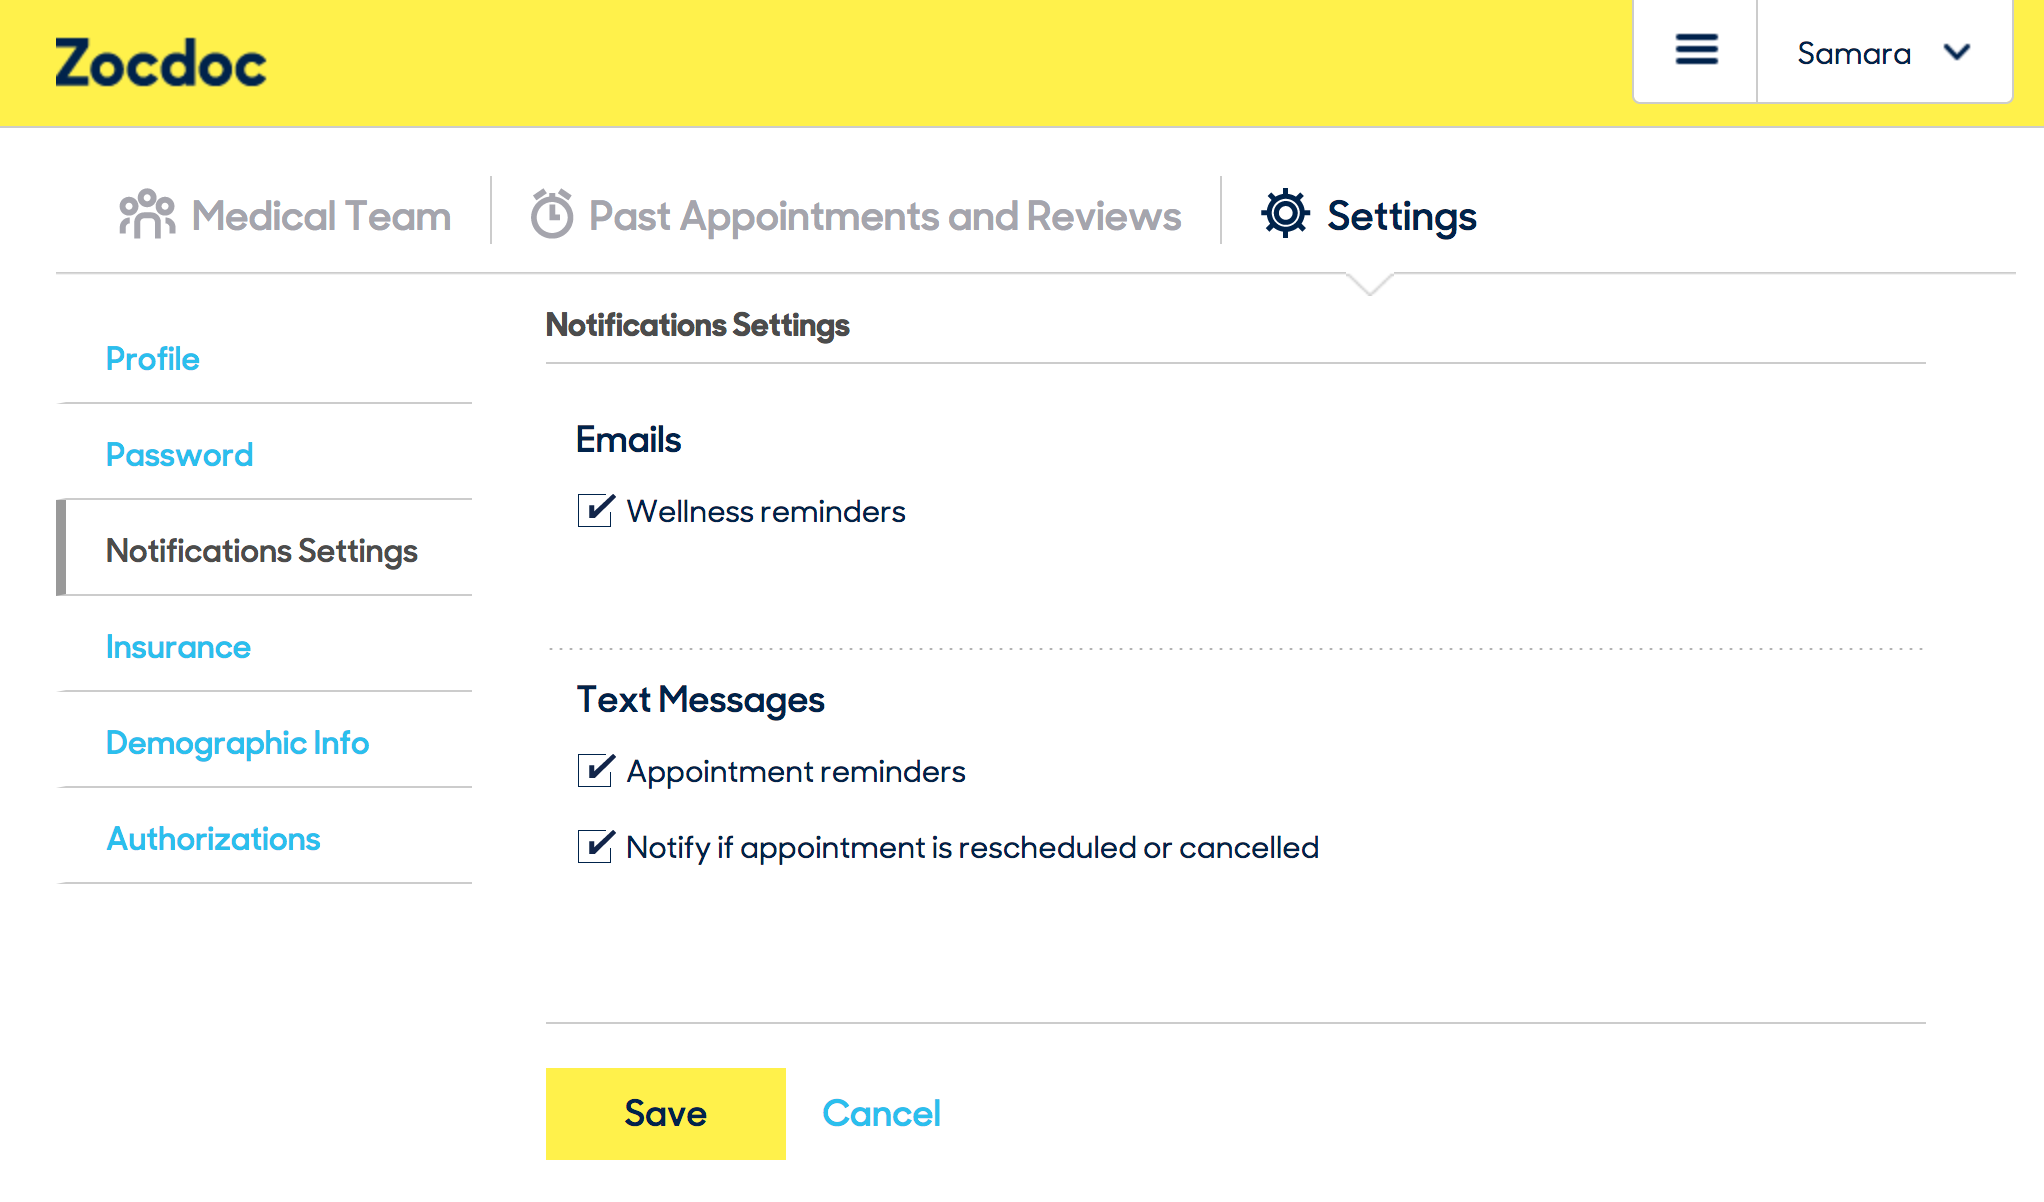 Zocdoc
Samara
Medical Team
Past Appointments and Reviews
Settings
Profile
Password
Notifications Settings
Insurance
Demographic Info
Authorizations
Notifications Settings
Emails
Wellness reminders
Text Messages
Appointment reminders
Notify if appointment is rescheduled or cancelled
Save
Cancel